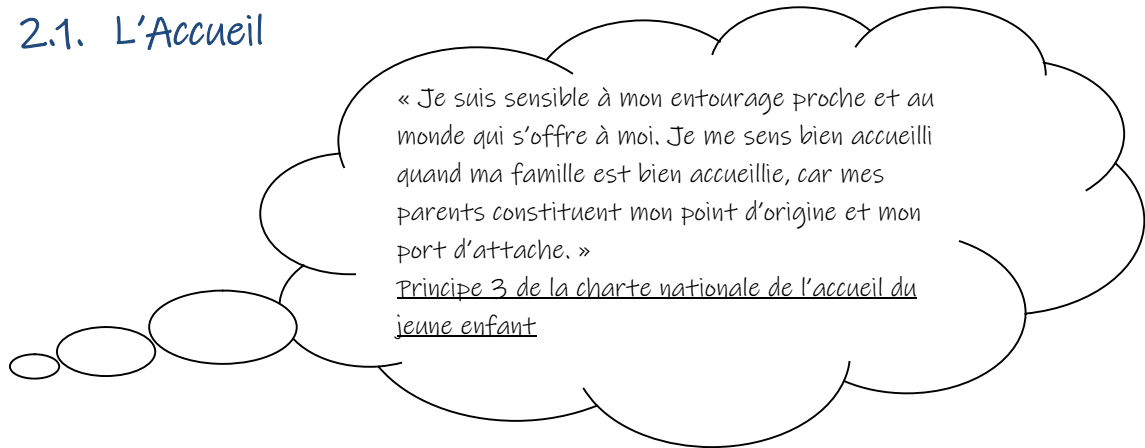 2.1. L'Accueil
« Je suis sensible à mon entourage proche et au
monde qui s'offre à moi. Je me sens bien accueilli
quand ma famille est bien accueillie, car mes
parents constituent mon point d'origine et mon
port d'attache. »
Principe 3 de la charte nationale de l'accueil du
jeune enfant